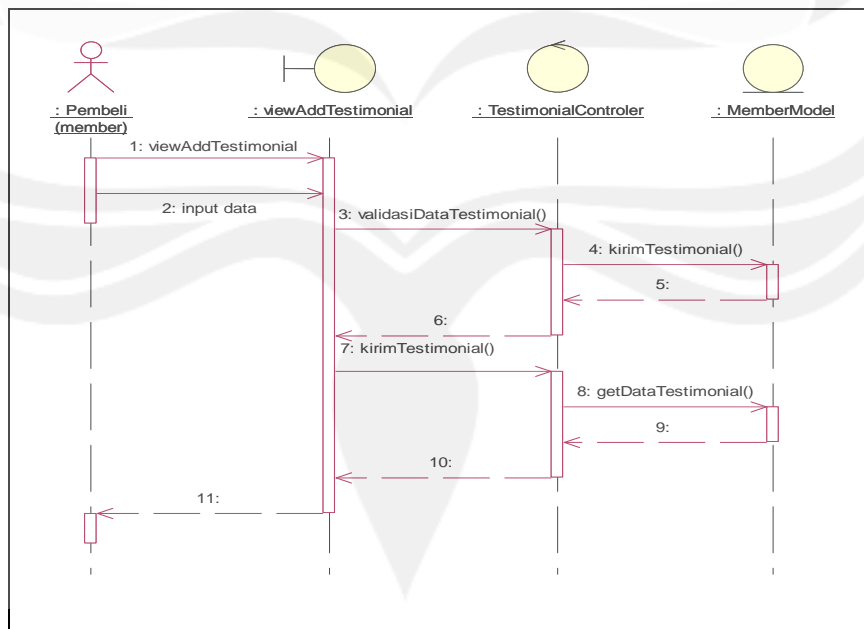 : Pembeli
(member)
: viewAddTestimonial
: TestimonialControler
: MemberModel
1: viewAddTestimonial
2: input data
3: validasiDataTestimonial()
4: kirimTestimonial()
5:
6:
7: kirimTestimonial()
8: getDataTestimonial()
9:
10:
11: